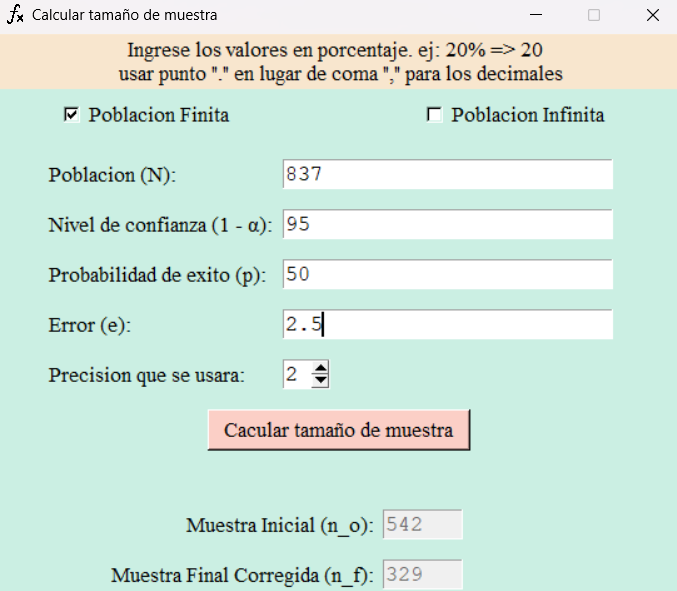 Calcular tamaño de muestra
Ingrese los valores en porcentaje. ej: 20% => 20
usar punto "." en lugar de coma "," para los decimales
Poblacion Finita
Poblacion Infinita
Poblacion (N):
837
Nivel de confianza (1 - α):
95
Probabilidad de exito (p):
50
Error (e):
2.5
Precision que se usara:
2
Cacular tamaño de muestra
Muestra Inicial (n_o):
542
Muestra Final Corregida (n_f):
329